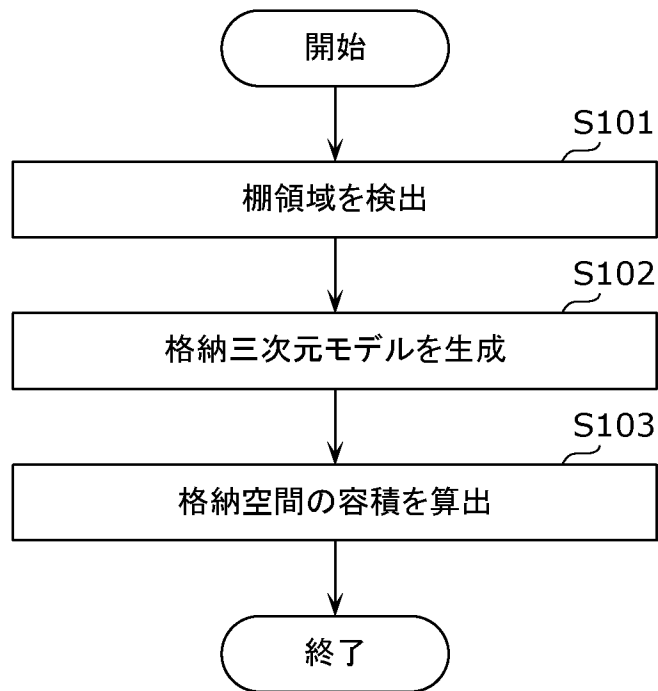 開始
S101
棚領域を検出
S102
格納三次元モデルを生成
S103
格納空間の容積を算出
終了